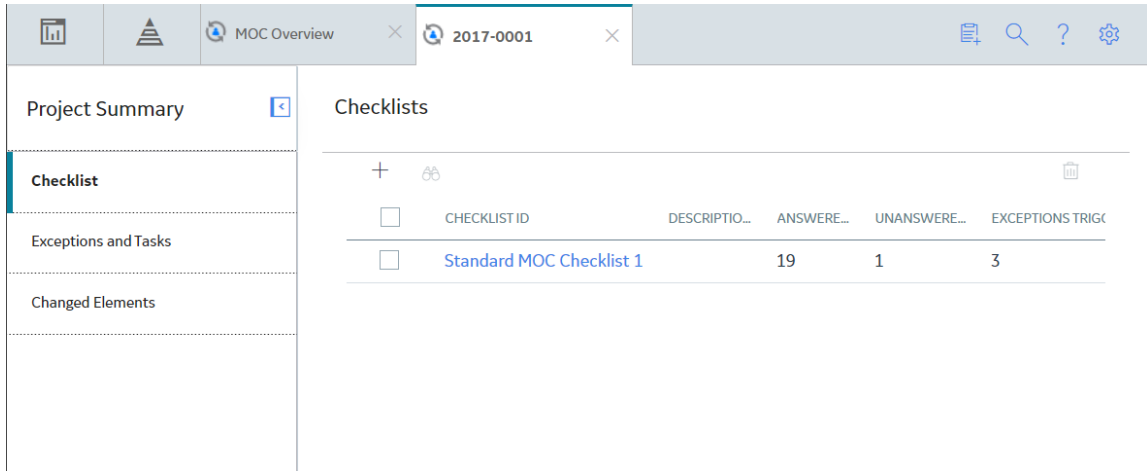 MOC Overview
2017-0001
Project Summary
Checklist
Exceptions and Tasks
Changed Elements
Checklists
CHECKLIST ID DESCRIPTIO... ANSWERE... UNANSWERE... EXCEPTIONS TRIGG
Standard MOC Checklist 1 19 1 3